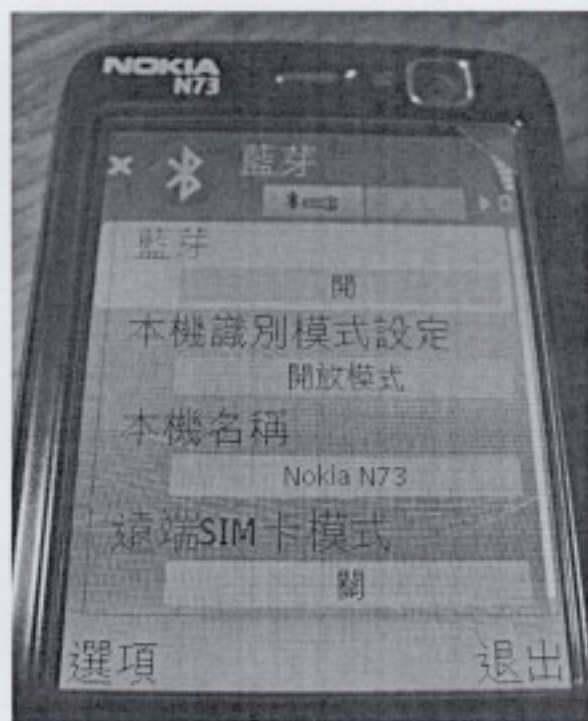 NOKIA
N73
藍芽
藍芽
開
本機識別模式設定
開放模式
本機名稱
Nokia N73
遠端SIM卡模式
關
選項
退出